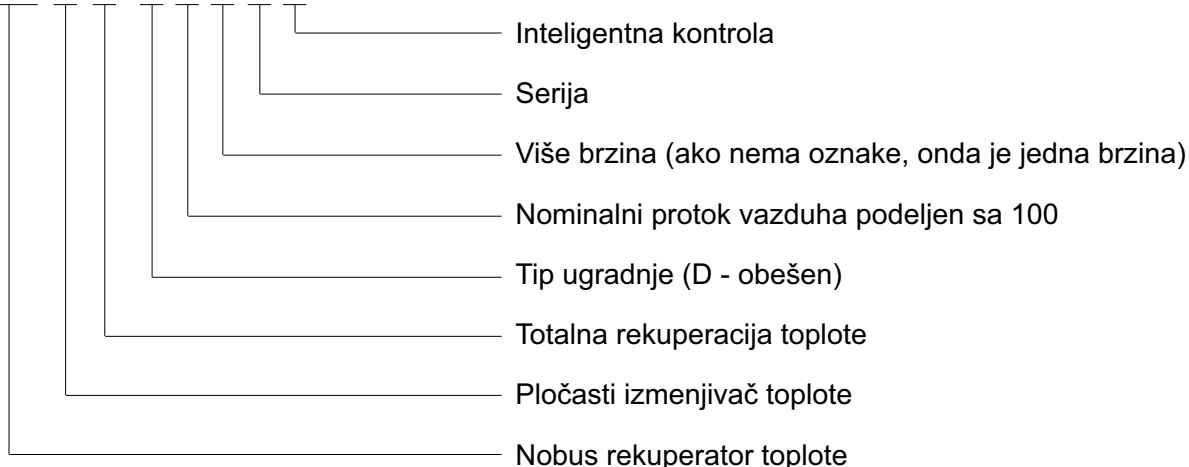 Inteligentna kontrola
Serija
Više brzina (ako nema oznake, onda je jedna brzina)
Nominalni protok vazduha podeljen sa 100
Tip ugradnje (D - obešen)
Totalna rekuperacija toplote
Pločasti izmenjivač toplote
Nobus rekuperator toplote